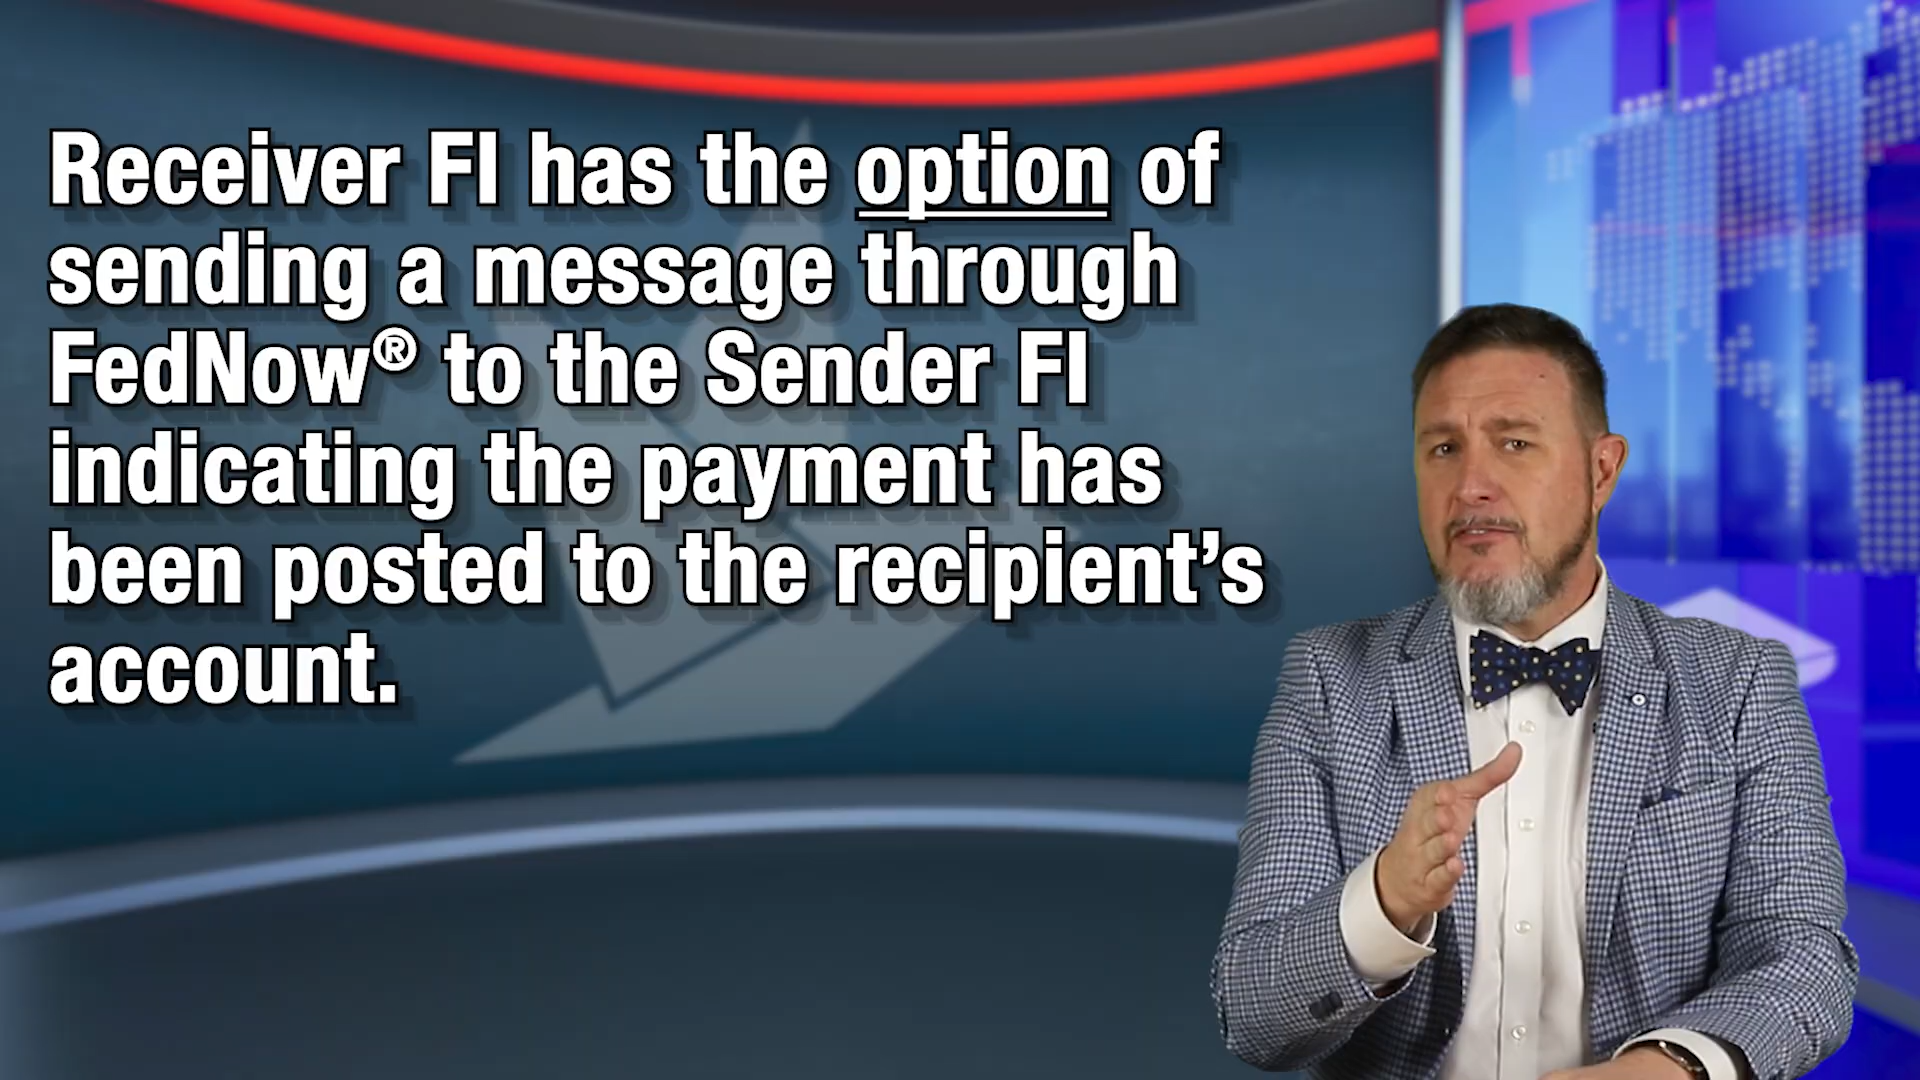 Receiver FI has the option of
sending a message through
FedNow® to the Sender FI
indicating the payment has
been posted to the recipient’s
account.